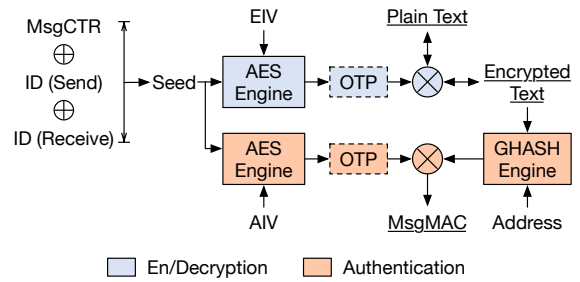 MsgCTR
EIV
Plain Text
ID (Send)
Seed
AES
Engine
OTP
Encrypted
Text
ID (Receive)
AES
Engine
OTP
GHASH
Engine
AIV
MsgMAC
Address
En/Decryption
Authentication